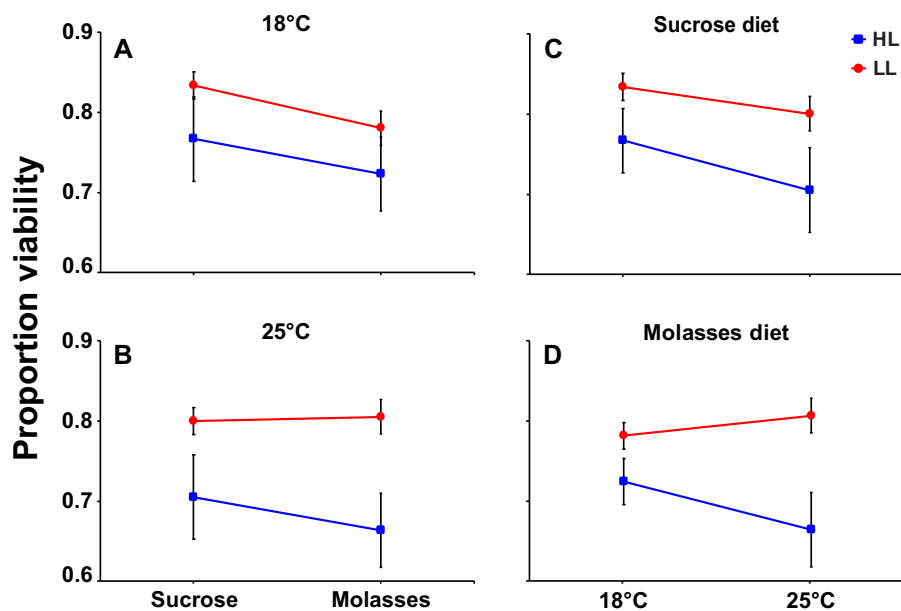 Proportion viability
A
18°C
0.9
0.8
0.7
0.6
C
Sucrose diet
HL
LL
B
25°C
0.9
0.8
0.7
0.6
Sucrose
Molasses
D
Molasses diet
18°C
25°C